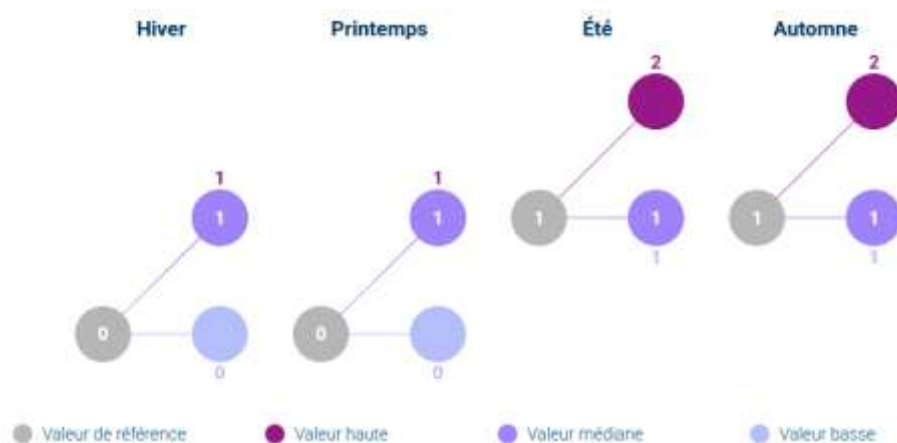 Hiver Printemps Été Automne
2 2
1 1
1 1 1 1 1 1
1 1
0 0
0 0
Valeur de référence Valeur haute Valeur médiane Valeur basse